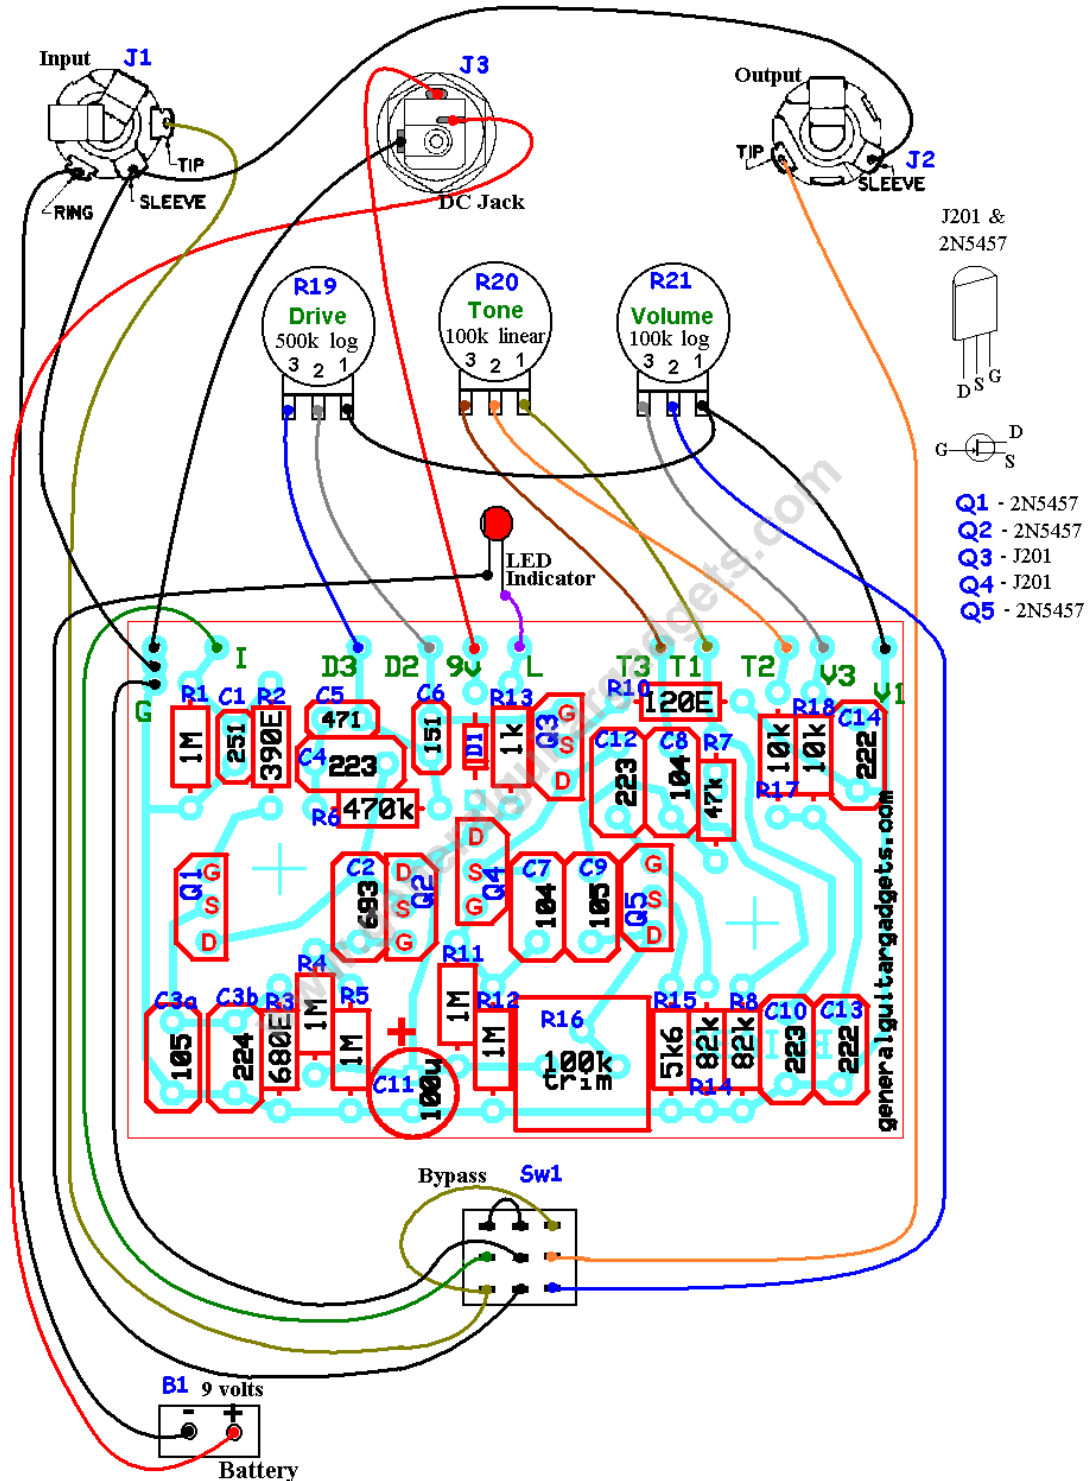 Input
J1
TIP
SLEEVE
RING
J3
DC Jack
Output
TIP
J2
SLEEVE
J201 &
2N5457
D S G
G
D
S
Q1 - 2N5457
Q2 - 2N5457
Q3 - J201
Q4 - J201
Q5 - 2N5457
R19
Drive
500k log
3 2 1
R20
Tone
100k linear
3 2 1
R21
Volume
100k log
3 2 1
LED
Indicator
www.generalguitargadgets.com
G
I
D3
D2
9V
L
T3
T1
T2
V3
V1
R1
1M
C1
251
R2
390E
C5
471
C4
223
R6
470k
C6
151
D1
R13
1k
Q3
G
S
D
R10
120E
C12
223
C8
104
R7
47k
R17
10k
R18
10k
C14
222
Q1
G
S
D
C2
683
Q2
D
S
G
Q4
D
S
G
C7
104
C9
105
Q5
G
S
D
C3a
105
C3b
224
R3
680E
R4
1M
R5
1M
+
C11
100u
R11
1M
R12
1M
R16
100k
trim
R15
5k6
R14
82k
R8
82k
C10
223
C13
222
generalguitargadgets.com
Bypass
Sw1
B1
9 volts
- +
Battery